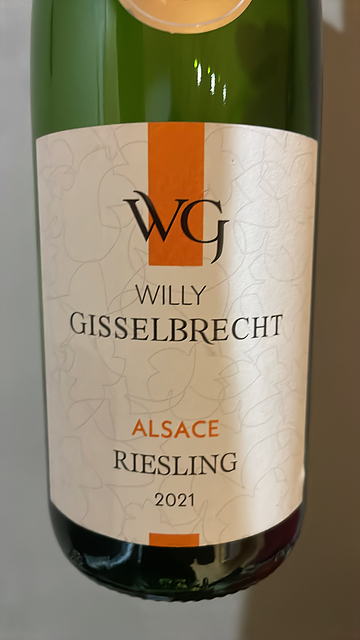 WG
WILLY
GISSELBRECHT
ALSACE
RIESLING
2021